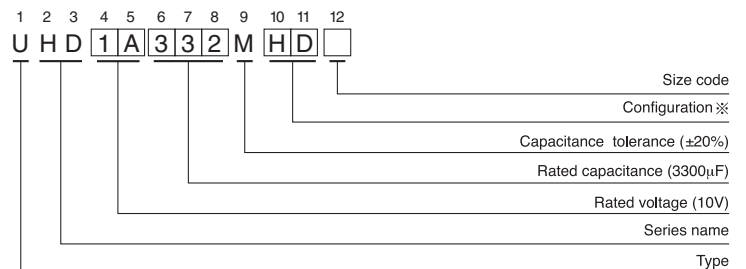 1 2 3 4 5 6 7 8 9 10 11 12
U H D 1 A 3 3 2 M H D
Size code
Configuration※
Capacitance tolerance (±20%)
Rated capacitance (3300µF)
Rated voltage (10V)
Series name
Type